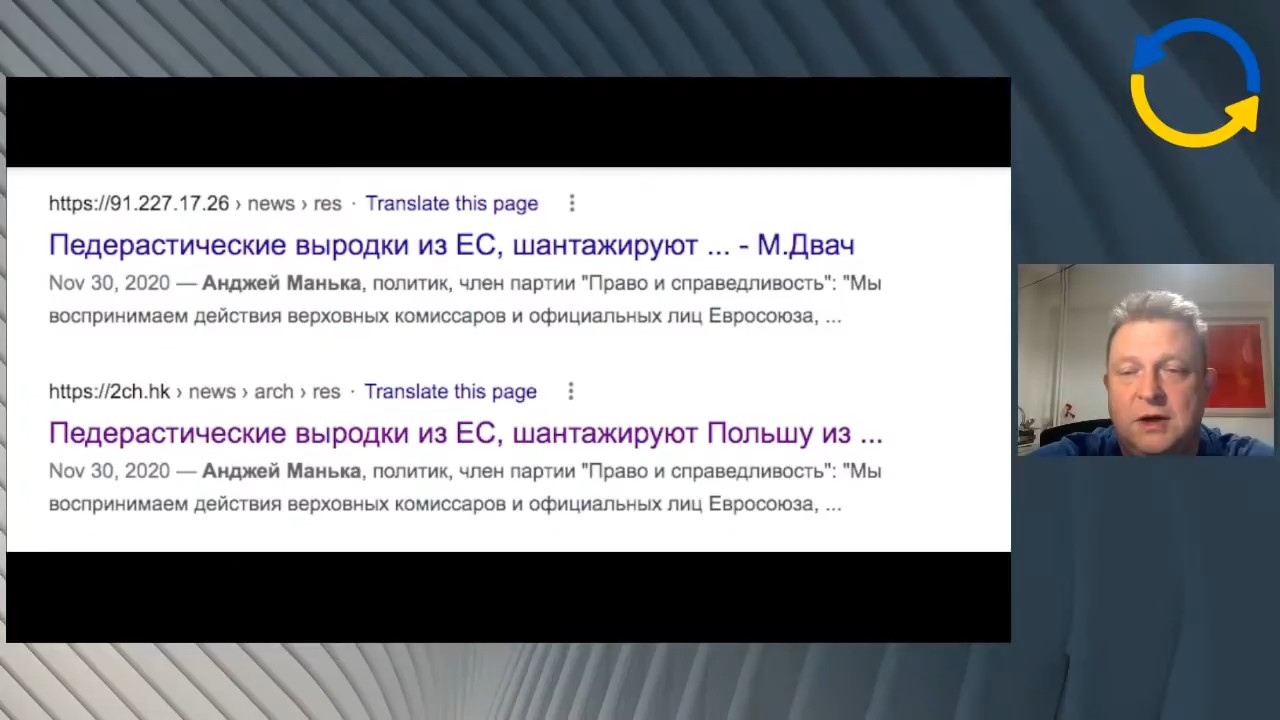 https://91.227.17.26 › news › res · Translate this page
Педерастические выродки из ЕС, шантажируют ... - М.Двач
Nov 30, 2020 — Анджей Манька, политик, член партии "Право и справедливость": "Мы
воспринимаем действия верховных комиссаров и официальных лиц Евросоюза, ...
https://2ch.hk › news › arch › res · Translate this page
Педерастические выродки из ЕС, шантажируют Польшу из ...
Nov 30, 2020 — Анджей Манька, политик, член партии "Право и справедливость": "Мы
воспринимаем действия верховных комиссаров и официальных лиц Евросоюза, ...